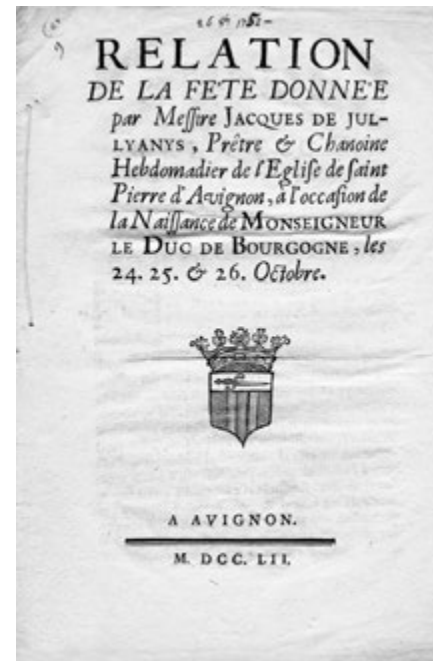 RELATION
DE LA FETE DONNE'E
par Meſſire JACQUES DE JUL-
LYANYS, Prêtre & Chanoine
Hebdomadier de l'Egliſe de ſaint
Pierre d'Avignon, à l'occaſion de
la Naiſſance de MONSEIGNEUR
LE DUC DE BOURGOGNE, les
24. 25. & 26. Octobre.
A AVIGNON.
M. DCC. LII.